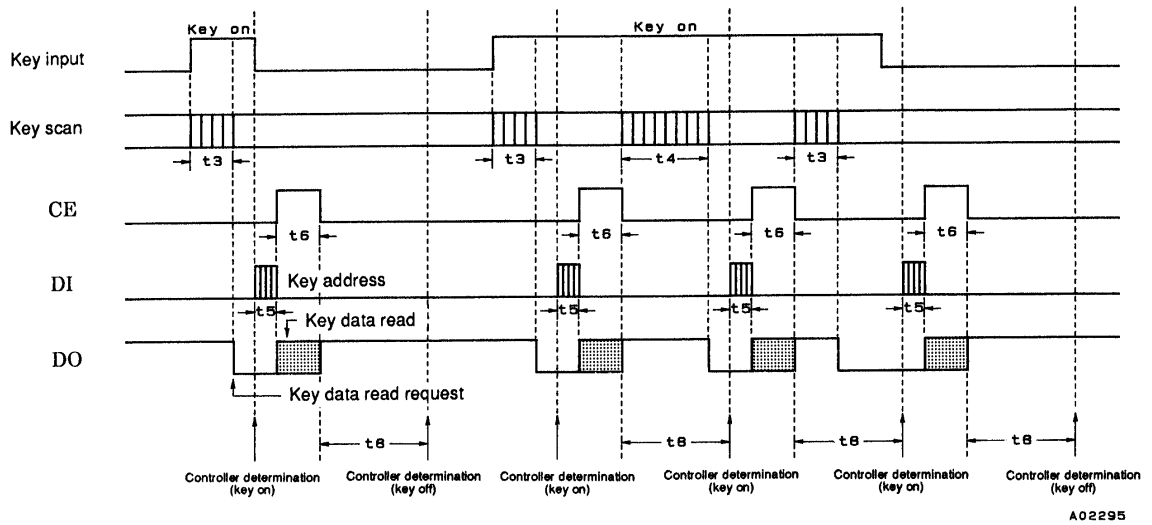 Key on
Key on
Key input
Key scan
t3
t3
t4
t3
CE
t6
t6
t6
t6
DI
Key address
t5
t5
t5
t5
Key data read
DO
Key data read request
t8
t8
t8
t8
Controller determination
(key on)
Controller determination
(key off)
Controller determination
(key on)
Controller determination
(key on)
Controller determination
(key on)
Controller determination
(key off)
A02295